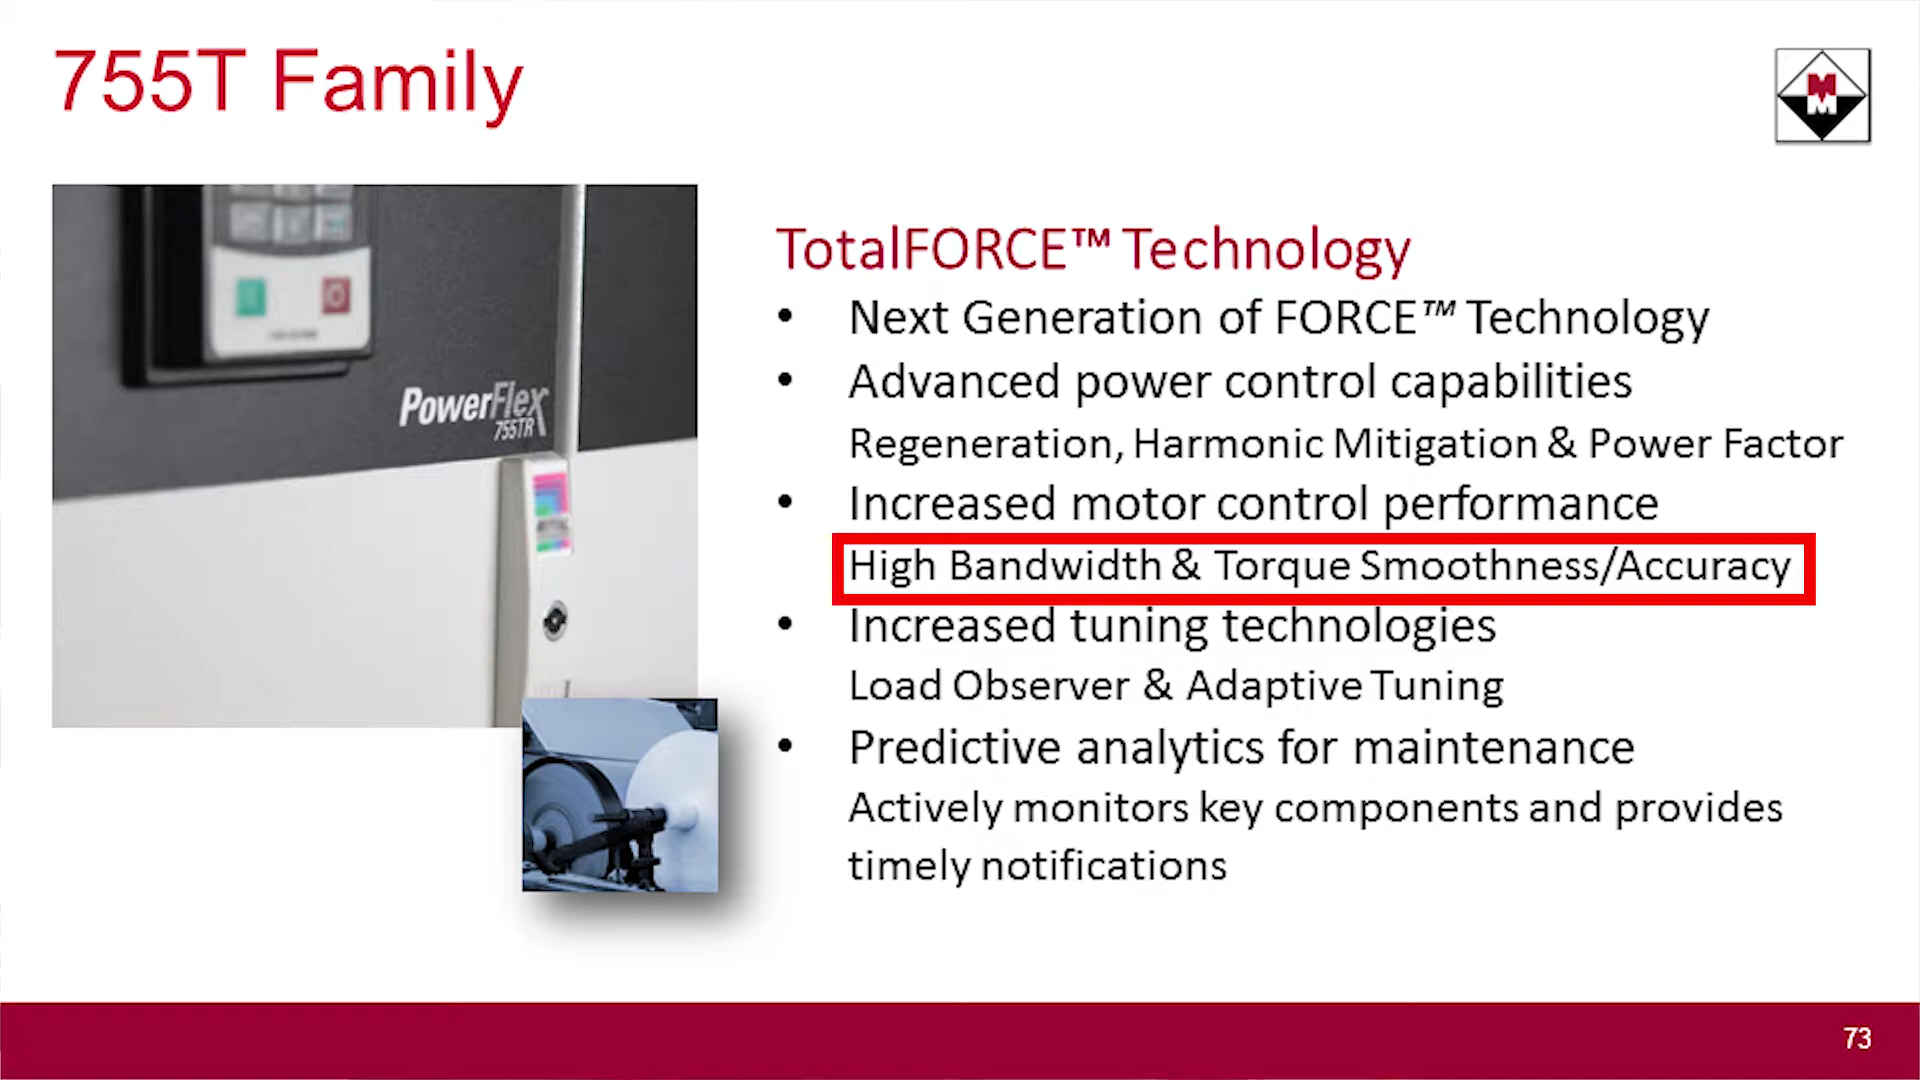 755T Family
M
M
PowerFlex
755TR
TotalFORCE™ Technology
• Next Generation of FORCE™ Technology
• Advanced power control capabilities
Regeneration, Harmonic Mitigation & Power Factor
• Increased motor control performance
High Bandwidth & Torque Smoothness/Accuracy
• Increased tuning technologies
Load Observer & Adaptive Tuning
• Predictive analytics for maintenance
Actively monitors key components and provides
timely notifications
73